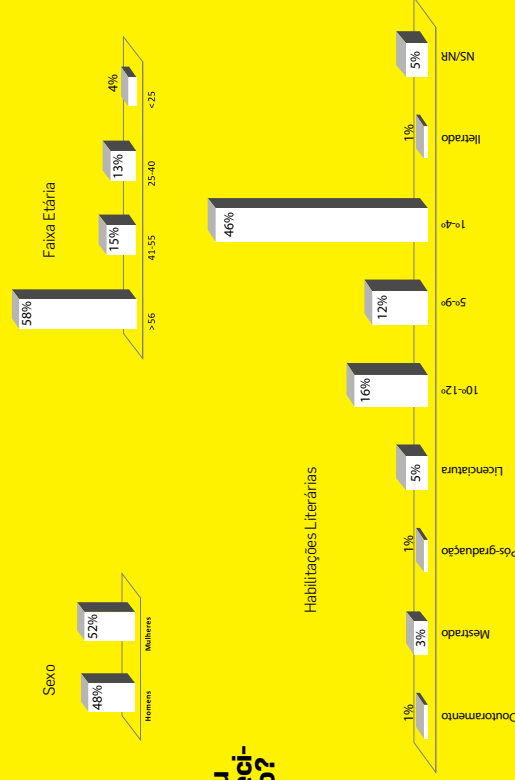 u
eci-
o?
Sexo
48%
52%
Homens
Mulheres
Faixa Etária
58%
15%
13%
4%
>56
41-55
25-40
<25
Habilitações Literárias
1%
3%
1%
5%
16%
12%
46%
1%
5%
Doutoramento
Mestrado
Pós-graduação
Licenciatura
10º-12º
5º-9º
1º-4º
Iletrado
NS/NR